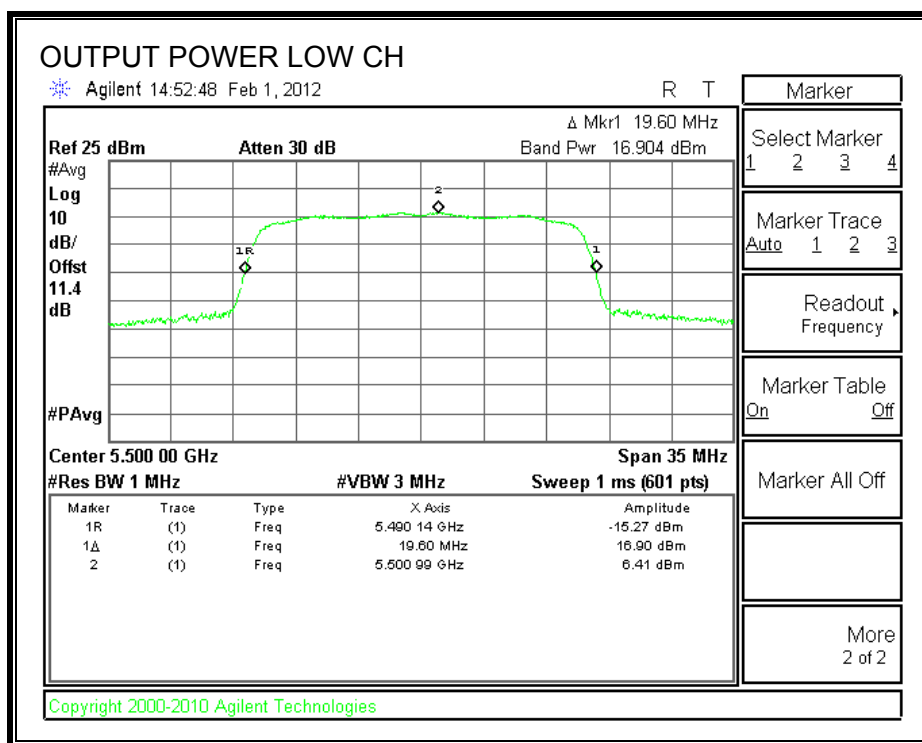 OUTPUT POWER LOW CH
Agilent 14:52:48 Feb 1, 2012 R T
Δ Mkr1 19.60 MHz
Ref 25 dBm Atten 30 dB Band Pwr 16.904 dBm
#Avg
Log
10
dB/
Offst
11.4
dB
#PAvg
2
1R
1
Center 5.500 00 GHz Span 35 MHz
#Res BW 1 MHz #VBW 3 MHz Sweep 1 ms (601 pts)
Marker Trace Type X Axis Amplitude
1R (1) Freq 5.490 14 GHz -15.27 dBm
1Δ (1) Freq 19.60 MHz 16.90 dBm
2 (1) Freq 5.500 99 GHz 6.41 dBm
Copyright 2000-2010 Agilent Technologies
Marker
Select Marker
1 2 3 4
Marker Trace
Auto 1 2 3
Readout
Frequency
Marker Table
On Off
Marker All Off
More
2 of 2